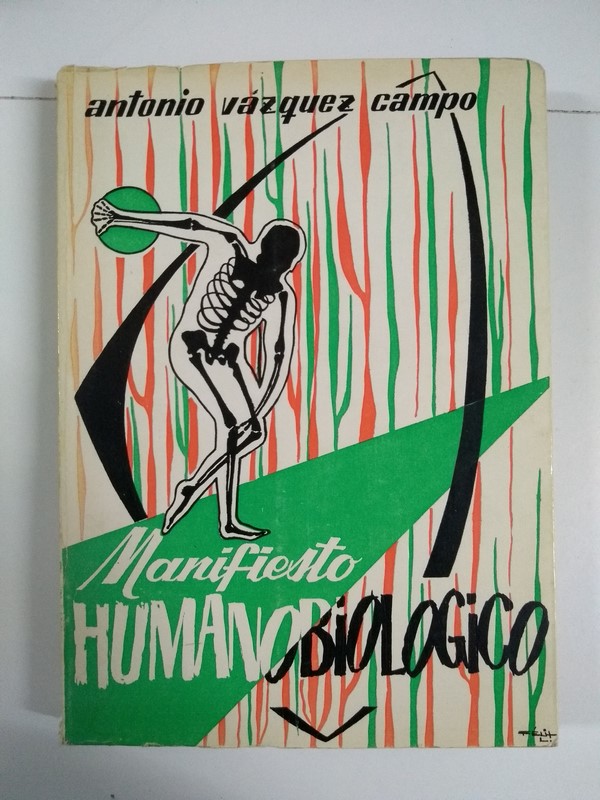 antonio vázquez campo
Manifiesto
HUMANOBiOLOGiCO